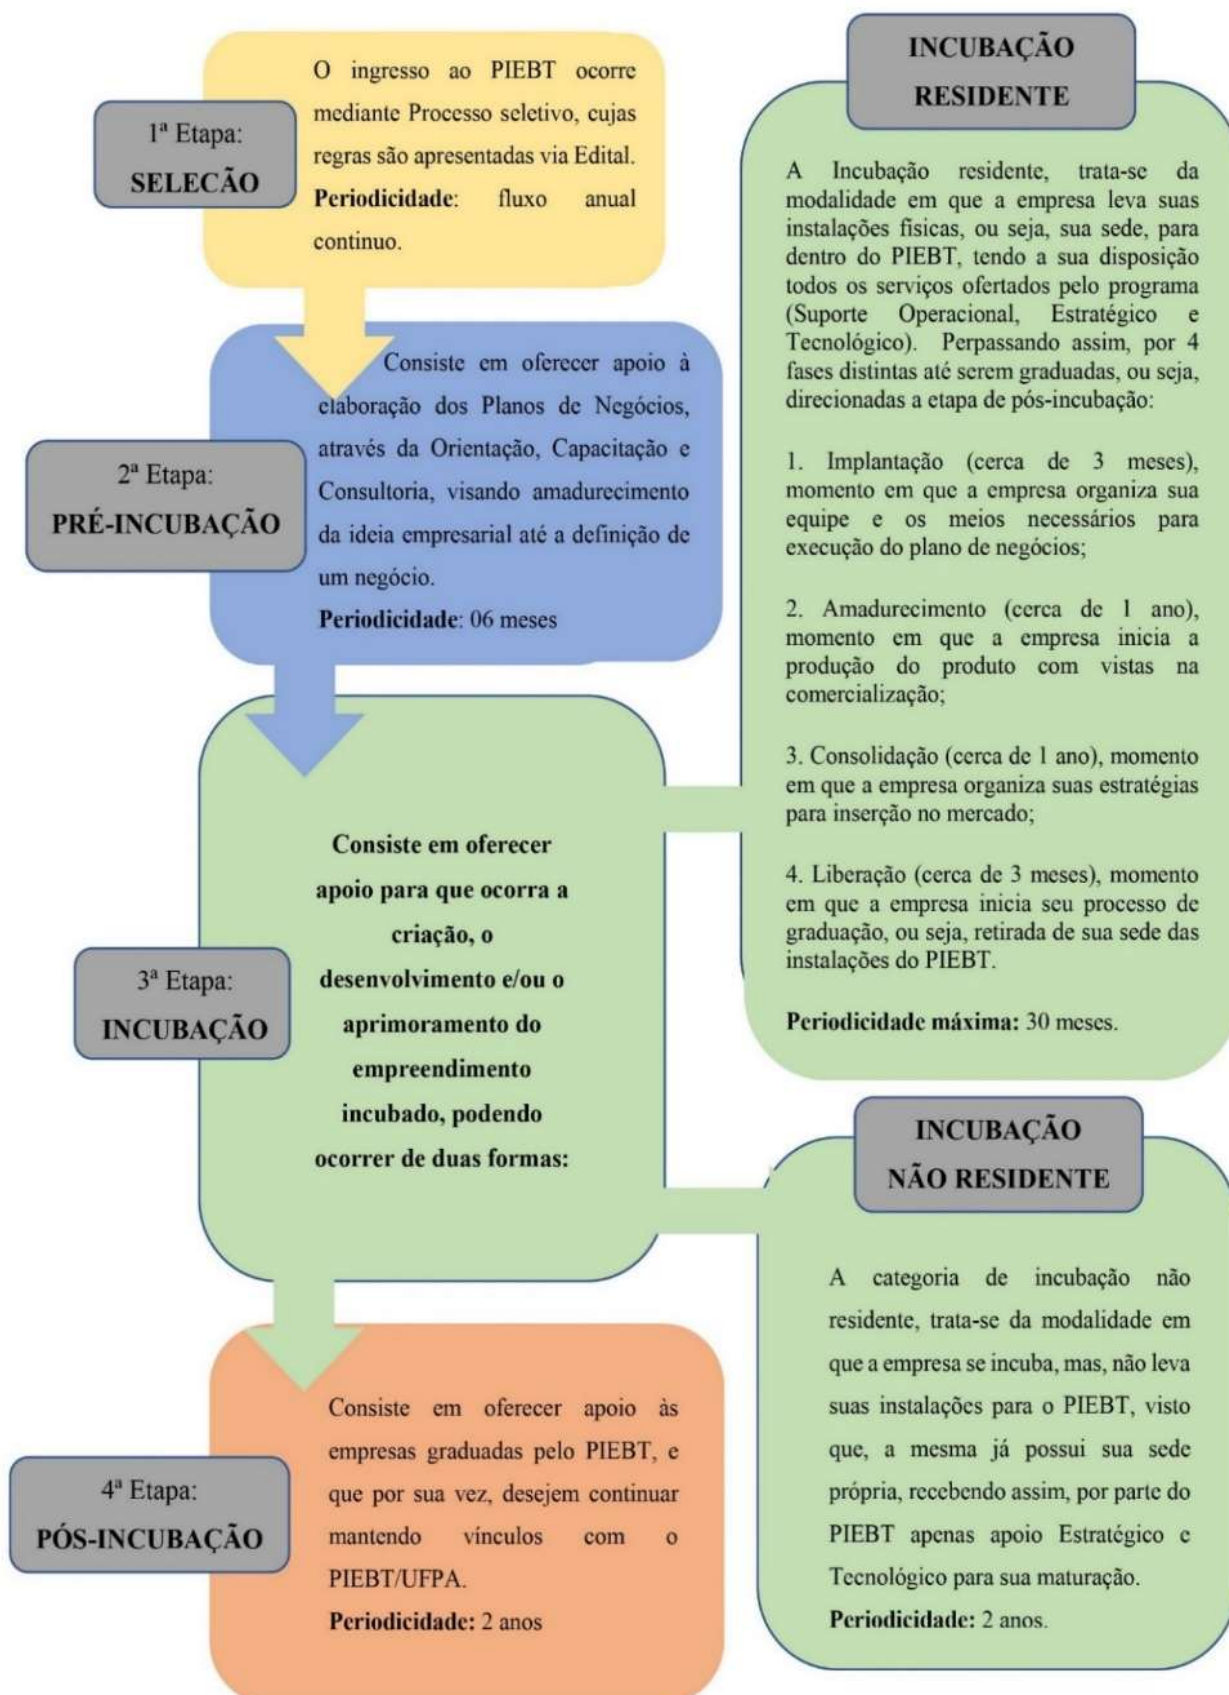 1ª Etapa:
SELECÃO
O ingresso ao PIEBT ocorre
mediante Processo seletivo, cujas
regras são apresentadas via Edital.
Periodicidade: fluxo anual
continuo.
2ª Etapa:
PRÉ-INCUBAÇÃO
Consiste em oferecer apoio à
elaboração dos Planos de Negócios,
através da Orientação, Capacitação e
Consultoria, visando amadurecimento
da ideia empresarial até a definição de
um negócio.
Periodicidade: 06 meses
3ª Etapa:
INCUBAÇÃO
Consiste em oferecer
apoio para que ocorra a
criação, o
desenvolvimento e/ou o
aprimoramento do
empreendimento
incubado, podendo
ocorrer de duas formas:
INCUBAÇÃO
RESIDENTE
A Incubação residente, trata-se da
modalidade em que a empresa leva suas
instalações físicas, ou seja, sua sede, para
dentro do PIEBT, tendo a sua disposição
todos os serviços ofertados pelo programa
(Suporte Operacional, Estratégico e
Tecnológico). Perpassando assim, por 4
fases distintas até serem graduadas, ou seja,
direcionadas a etapa de pós-incubação:
1. Implantação (cerca de 3 meses),
momento em que a empresa organiza sua
equipe e os meios necessários para
execução do plano de negócios;
2. Amadurecimento (cerca de 1 ano),
momento em que a empresa inicia a
produção do produto com vistas na
comercialização;
3. Consolidação (cerca de 1 ano), momento
em que a empresa organiza suas estratégias
para inserção no mercado;
4. Liberação (cerca de 3 meses), momento
em que a empresa inicia seu processo de
graduação, ou seja, retirada de sua sede das
instalações do PIEBT.
Periodicidade máxima: 30 meses.
INCUBAÇÃO
NÃO RESIDENTE
A categoria de incubação não
residente, trata-se da modalidade em
que a empresa se incuba, mas, não leva
suas instalações para o PIEBT, visto
que, a mesma já possui sua sede
própria, recebendo assim, por parte do
PIEBT apenas apoio Estratégico e
Tecnológico para sua maturação.
Periodicidade: 2 anos.
4ª Etapa:
PÓS-INCUBAÇÃO
Consiste em oferecer apoio às
empresas graduadas pelo PIEBT, e
que por sua vez, desejem continuar
mantendo vínculos com o
PIEBT/UFPA.
Periodicidade: 2 anos